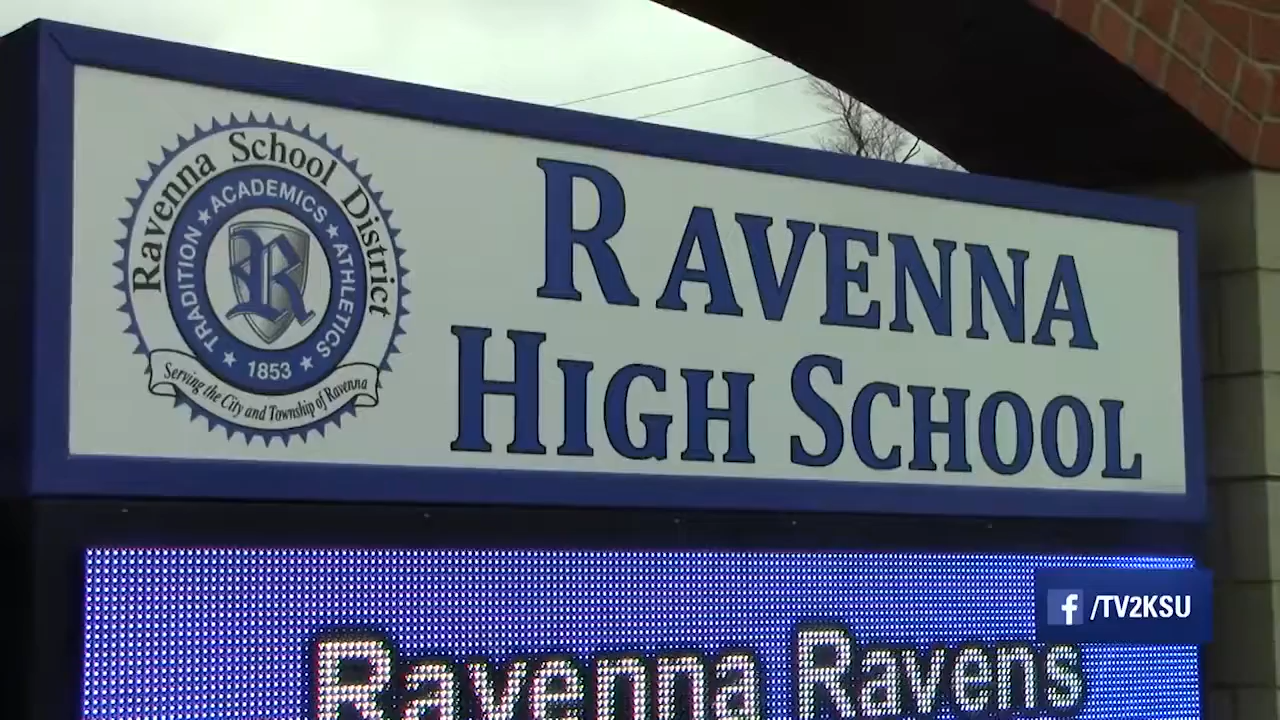 Ravenna School District
TRADITION ★ ACADEMICS ★ ATHLETICS ★ 1853 ★
R
Serving the City and Township of Ravenna
RAVENNA
HIGH SCHOOL
f /TV2KSU
Ravenna Ravens